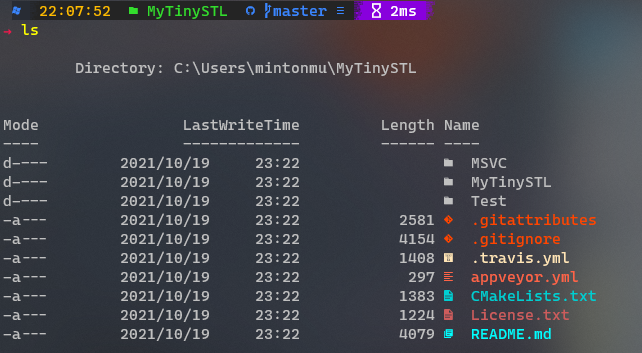 22:07:52 MyTinySTL master ≡ 2ms
→ ls
Directory: C:\Users\mintonmu\MyTinySTL
Mode LastWriteTime Length Name
---- ------------- ------ ----
d---- 2021/10/19 23:22 MSVC
d---- 2021/10/19 23:22 MyTinySTL
d---- 2021/10/19 23:22 Test
-a--- 2021/10/19 23:22 2581 .gitattributes
-a--- 2021/10/19 23:22 4154 .gitignore
-a--- 2021/10/19 23:22 1408 .travis.yml
-a--- 2021/10/19 23:22 297 appveyor.yml
-a--- 2021/10/19 23:22 1383 CMakeLists.txt
-a--- 2021/10/19 23:22 1224 License.txt
-a--- 2021/10/19 23:22 4079 README.md